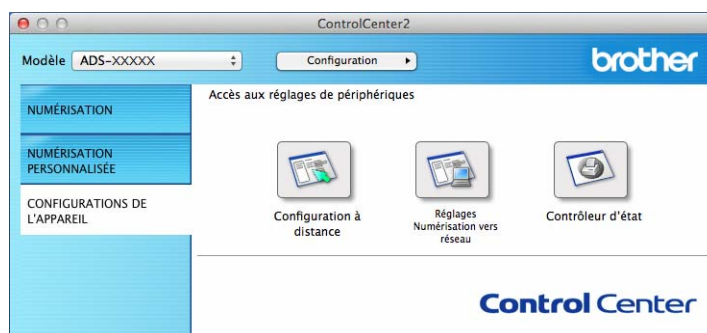 ControlCenter2
Modèle ADS-XXXXX Configuration brother
NUMÉRISATION
NUMÉRISATION
PERSONNALISÉE
CONFIGURATIONS DE
L'APPAREIL
Accès aux réglages de périphériques
Configuration à
distance
Réglages
Numérisation vers
réseau
Contrôleur d'état
Control Center